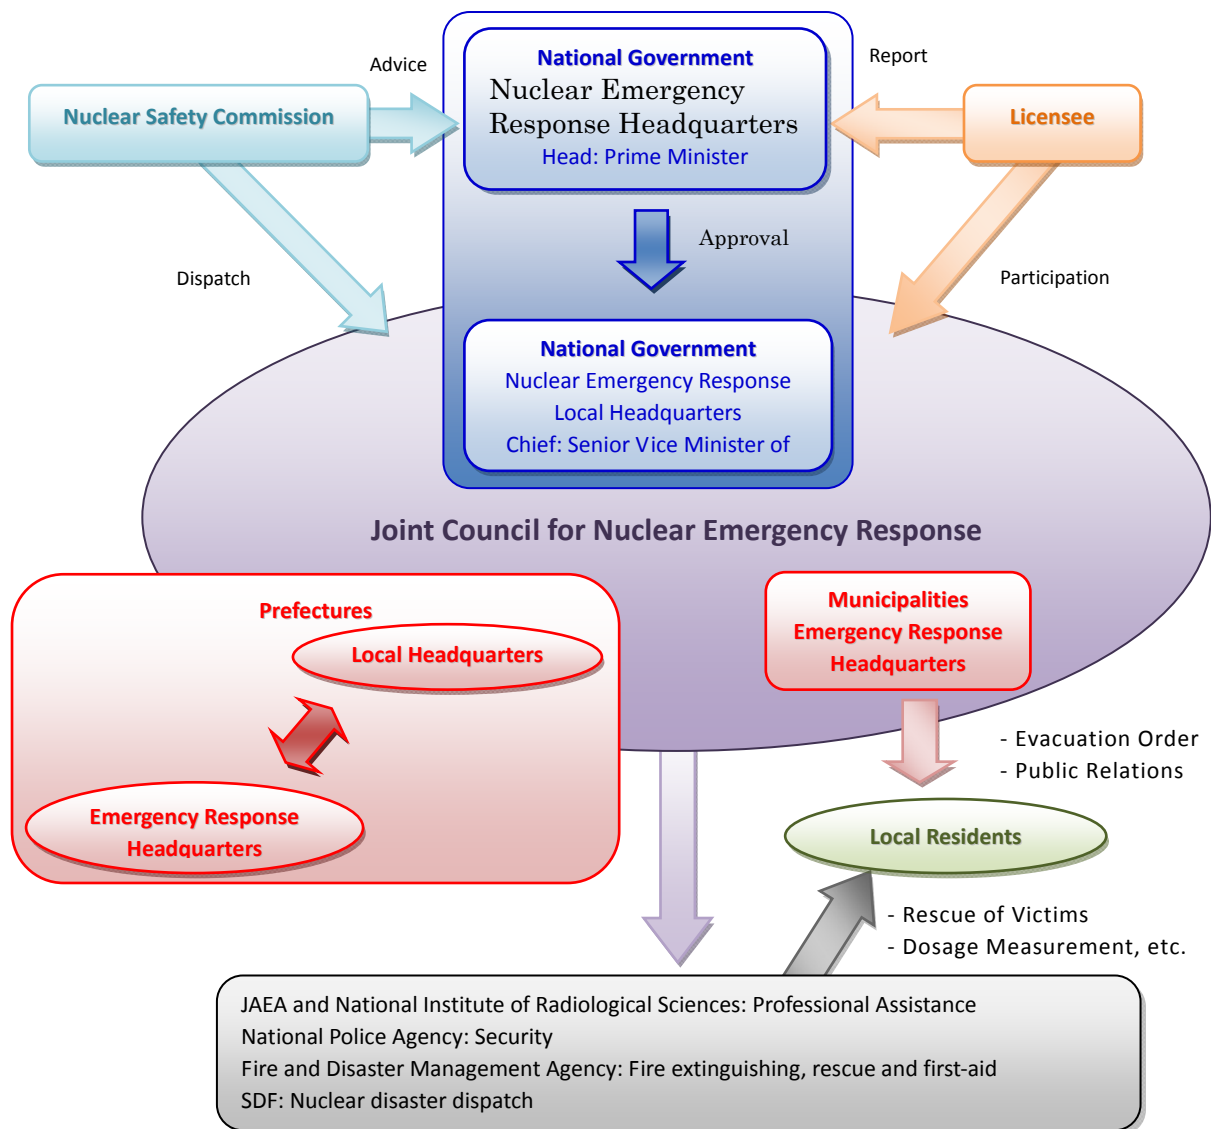 National Government
Nuclear Emergency
Response Headquarters
Head: Prime Minister
Advice
Report
Nuclear Safety Commission
Licensee
Approval
Dispatch
Participation
National Government
Nuclear Emergency Response
Local Headquarters
Chief: Senior Vice Minister of
Joint Council for Nuclear Emergency Response
Prefectures
Local Headquarters
Emergency Response
Headquarters
Municipalities
Emergency Response
Headquarters
- Evacuation Order
- Public Relations
Local Residents
- Rescue of Victims
- Dosage Measurement, etc.
JAEA and National Institute of Radiological Sciences: Professional Assistance
National Police Agency: Security
Fire and Disaster Management Agency: Fire extinguishing, rescue and first-aid
SDF: Nuclear disaster dispatch